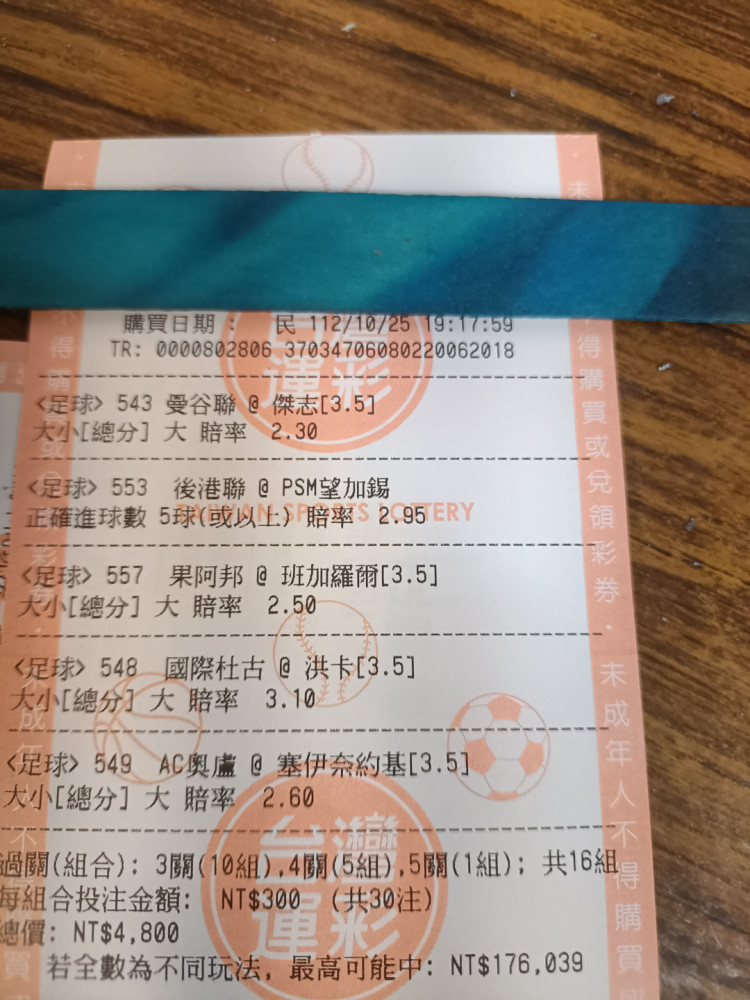 購買日期： 民 112/10/25 19:17:59
TR: 0000802806 37034706080220062018
<足球> 543 曼谷聯 @ 傑志[3.5]
大小[總分] 大 賠率 2.30
<足球> 553 後港聯 @ PSM望加錫
正確進球數 5球(或以上) 賠率 2.95
TAIWAN SPORTS LOTTERY
<足球> 557 果阿邦 @ 班加羅爾[3.5]
大小[總分] 大 賠率 2.50
<足球> 548 國際杜古 @ 洪卡[3.5]
大小[總分] 大 賠率 3.10
<足球> 549 AC奧盧 @ 塞伊奈約基[3.5]
大小[總分] 大 賠率 2.60
過關(組合): 3關(10組),4關(5組),5關(1組); 共16組
每組合投注金額: NT$300 (共30注)
總價: NT$4,800
若全數為不同玩法, 最高可能中: NT$176,039
台灣運彩
不得購買或兌領彩券．未成年人不得購買